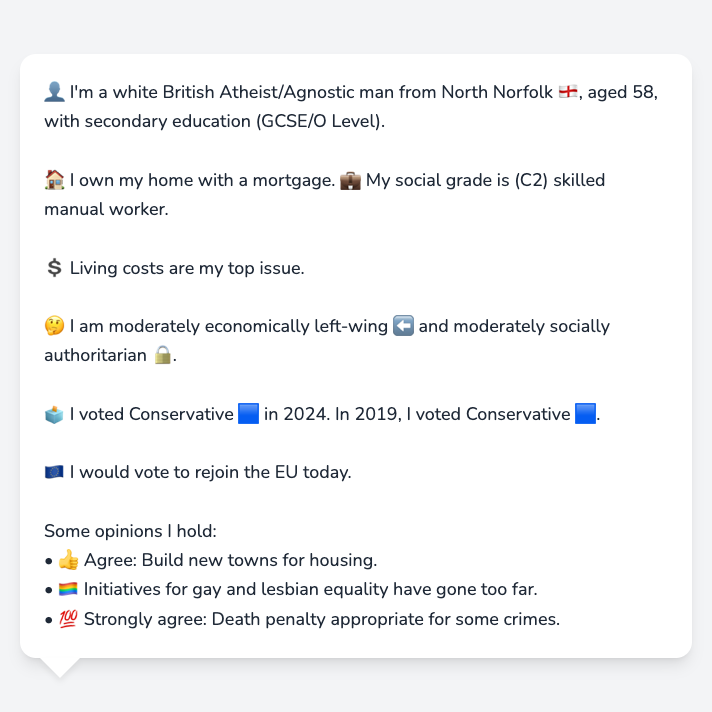 👤 I'm a white British Atheist/Agnostic man from North Norfolk 🏴󠁧󠁢󠁥󠁮󠁧󠁿, aged 58,
with secondary education (GCSE/O Level).
🏠 I own my home with a mortgage. 💼 My social grade is (C2) skilled
manual worker.
💲 Living costs are my top issue.
🤔 I am moderately economically left-wing ⬅️ and moderately socially
authoritarian 🔒.
🗳️ I voted Conservative 🟦 in 2024. In 2019, I voted Conservative 🟦.
🇪🇺 I would vote to rejoin the EU today.
Some opinions I hold:
• 👍 Agree: Build new towns for housing.
• 🏳️‍🌈 Initiatives for gay and lesbian equality have gone too far.
• 💯 Strongly agree: Death penalty appropriate for some crimes.